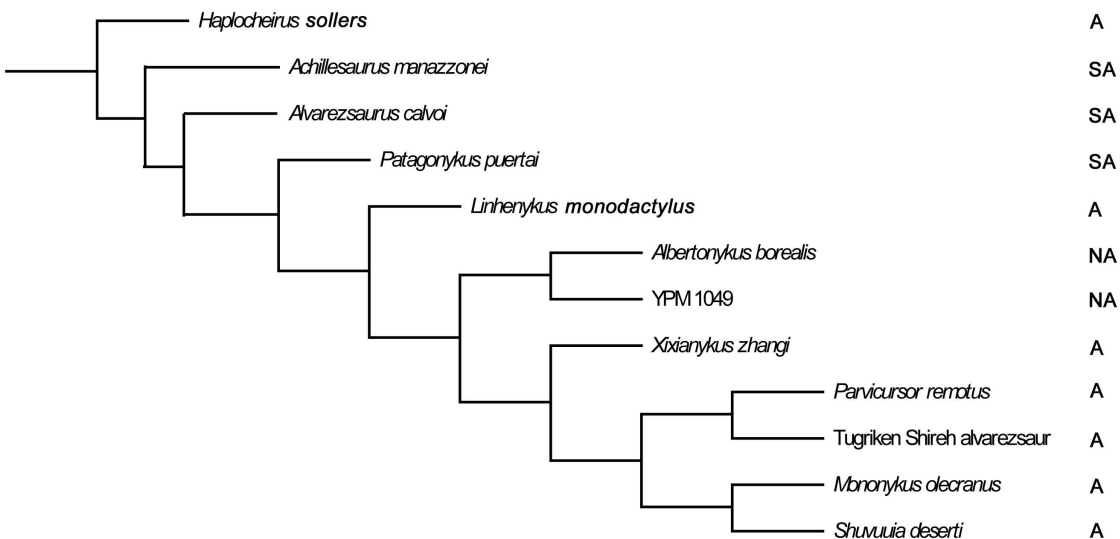 Haplocheirus sollers A
Achillesaurus manazzonei SA
Alvarezsaurus calvoi SA
Patagonykus puertai SA
Linhenykus monodactylus A
Albertonykus borealis NA
YPM 1049 NA
Xixianykus zhangi A
Parvicursor remotus A
Tugriken Shireh alvarezsaur A
Mononykus olecranus A
Shuvuuia deserti A